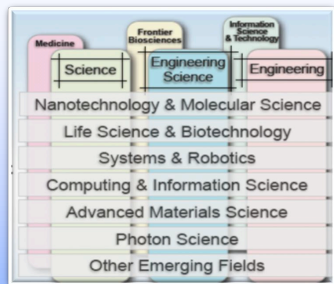 Medicine
Frontier
Biosciences
Information
Science
& Technology
Science
Engineering
Science
Engineering
Nanotechnology & Molecular Science
Life Science & Biotechnology
Systems & Robotics
Computing & Information Science
Advanced Materials Science
Photon Science
Other Emerging Fields